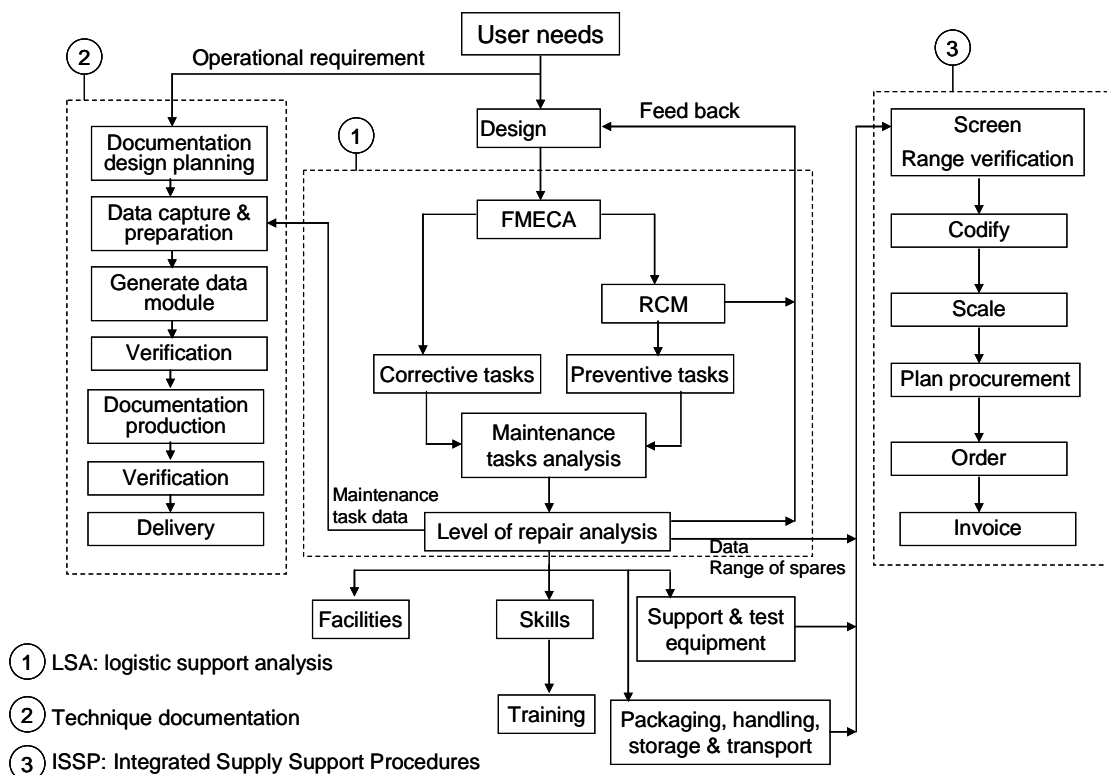 User needs
2
Operational requirement
3
Design
Feed back
1
Documentation
design planning
Data capture &
preparation
Generate data
module
Verification
Documentation
production
Verification
Delivery
FMECA
RCM
Corrective tasks
Preventive tasks
Maintenance
tasks analysis
Maintenance
task data
Level of repair analysis
Data
Range of spares
Screen
Range verification
Codify
Scale
Plan procurement
Order
Invoice
Facilities
Skills
Support & test
equipment
Training
Packaging, handling,
storage & transport
1 LSA: logistic support analysis
2 Technique documentation
3 ISSP: Integrated Supply Support Procedures